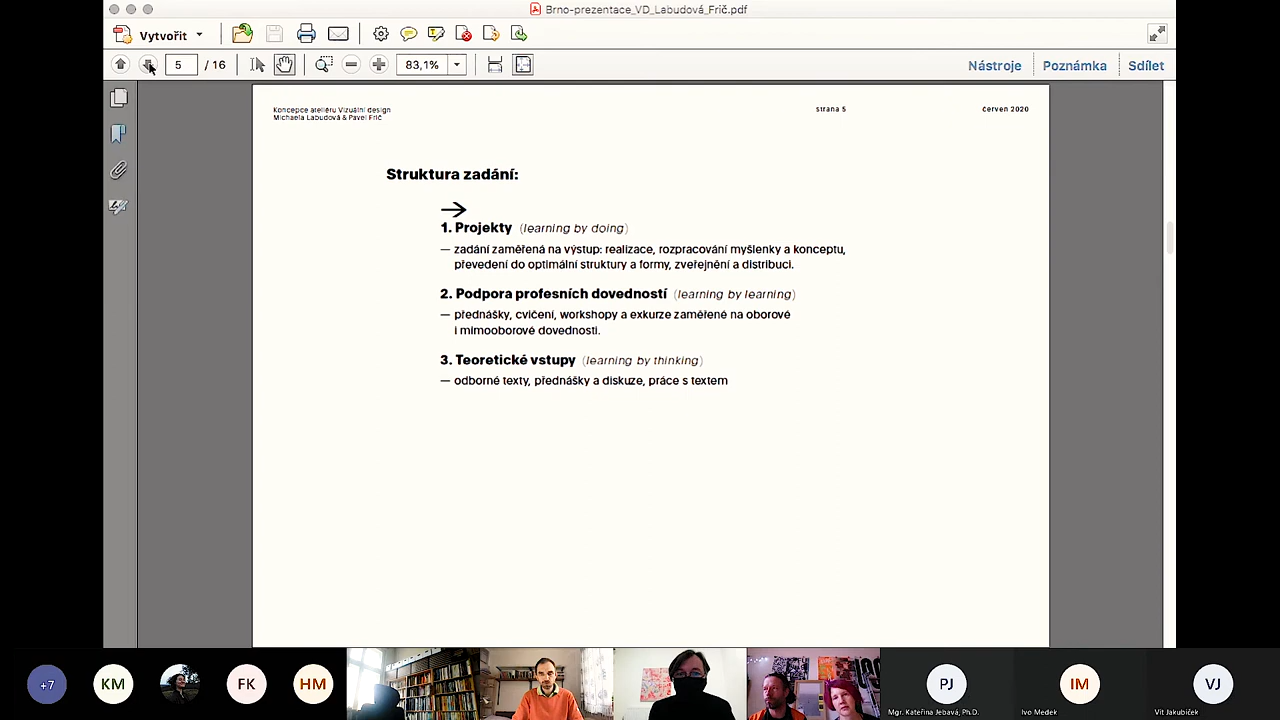 Brno-prezentace_VD_Labudová_Frič.pdf
Vytvořit
5 / 16
83,1%
Nástroje
Poznámka
Sdílet
Koncepce ateliéru Vizuální design
Michaela Labudová & Pavel Frič
strana 5
červen 2020
Struktura zadání:
→
1. Projekty (learning by doing)
— zadání zaměřená na výstup: realizace, rozpracování myšlenky a konceptu,
převedení do optimální struktury a formy, zveřejnění a distribuci.
2. Podpora profesních dovedností (learning by learning)
— přednášky, cvičení, workshopy a exkurze zaměřené na oborové
i mimooborové dovednosti.
3. Teoretické vstupy (learning by thinking)
— odborné texty, přednášky a diskuze, práce s textem
+7
KM
FK
HM
PJ
Mgr. Kateřina Jebavá, Ph.D.
IM
Ivo Medek
VJ
Vít Jakubíček